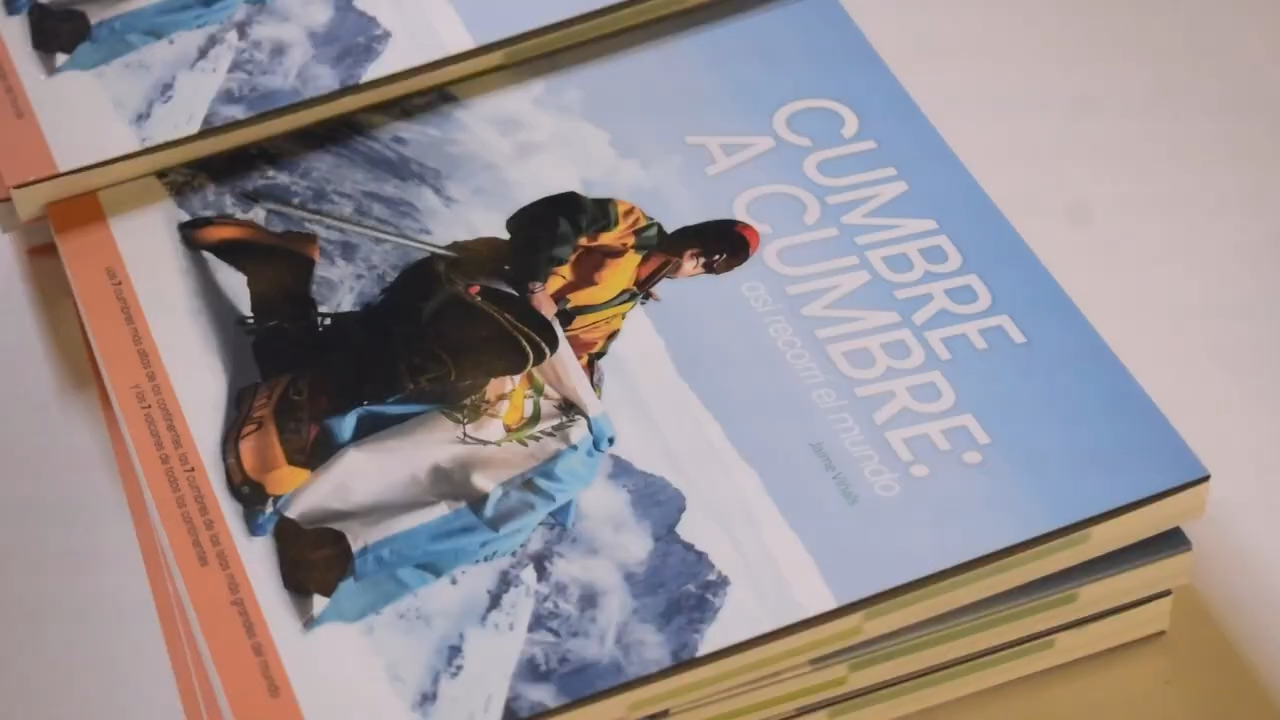 CUMBRE
A CUMBRE:
así recorrí el mundo
Jaime Viñals
Las 7 cumbres más altas de los continentes, las 7 cumbres de las islas más grandes del mundo
y los 7 volcanes de todos los continentes